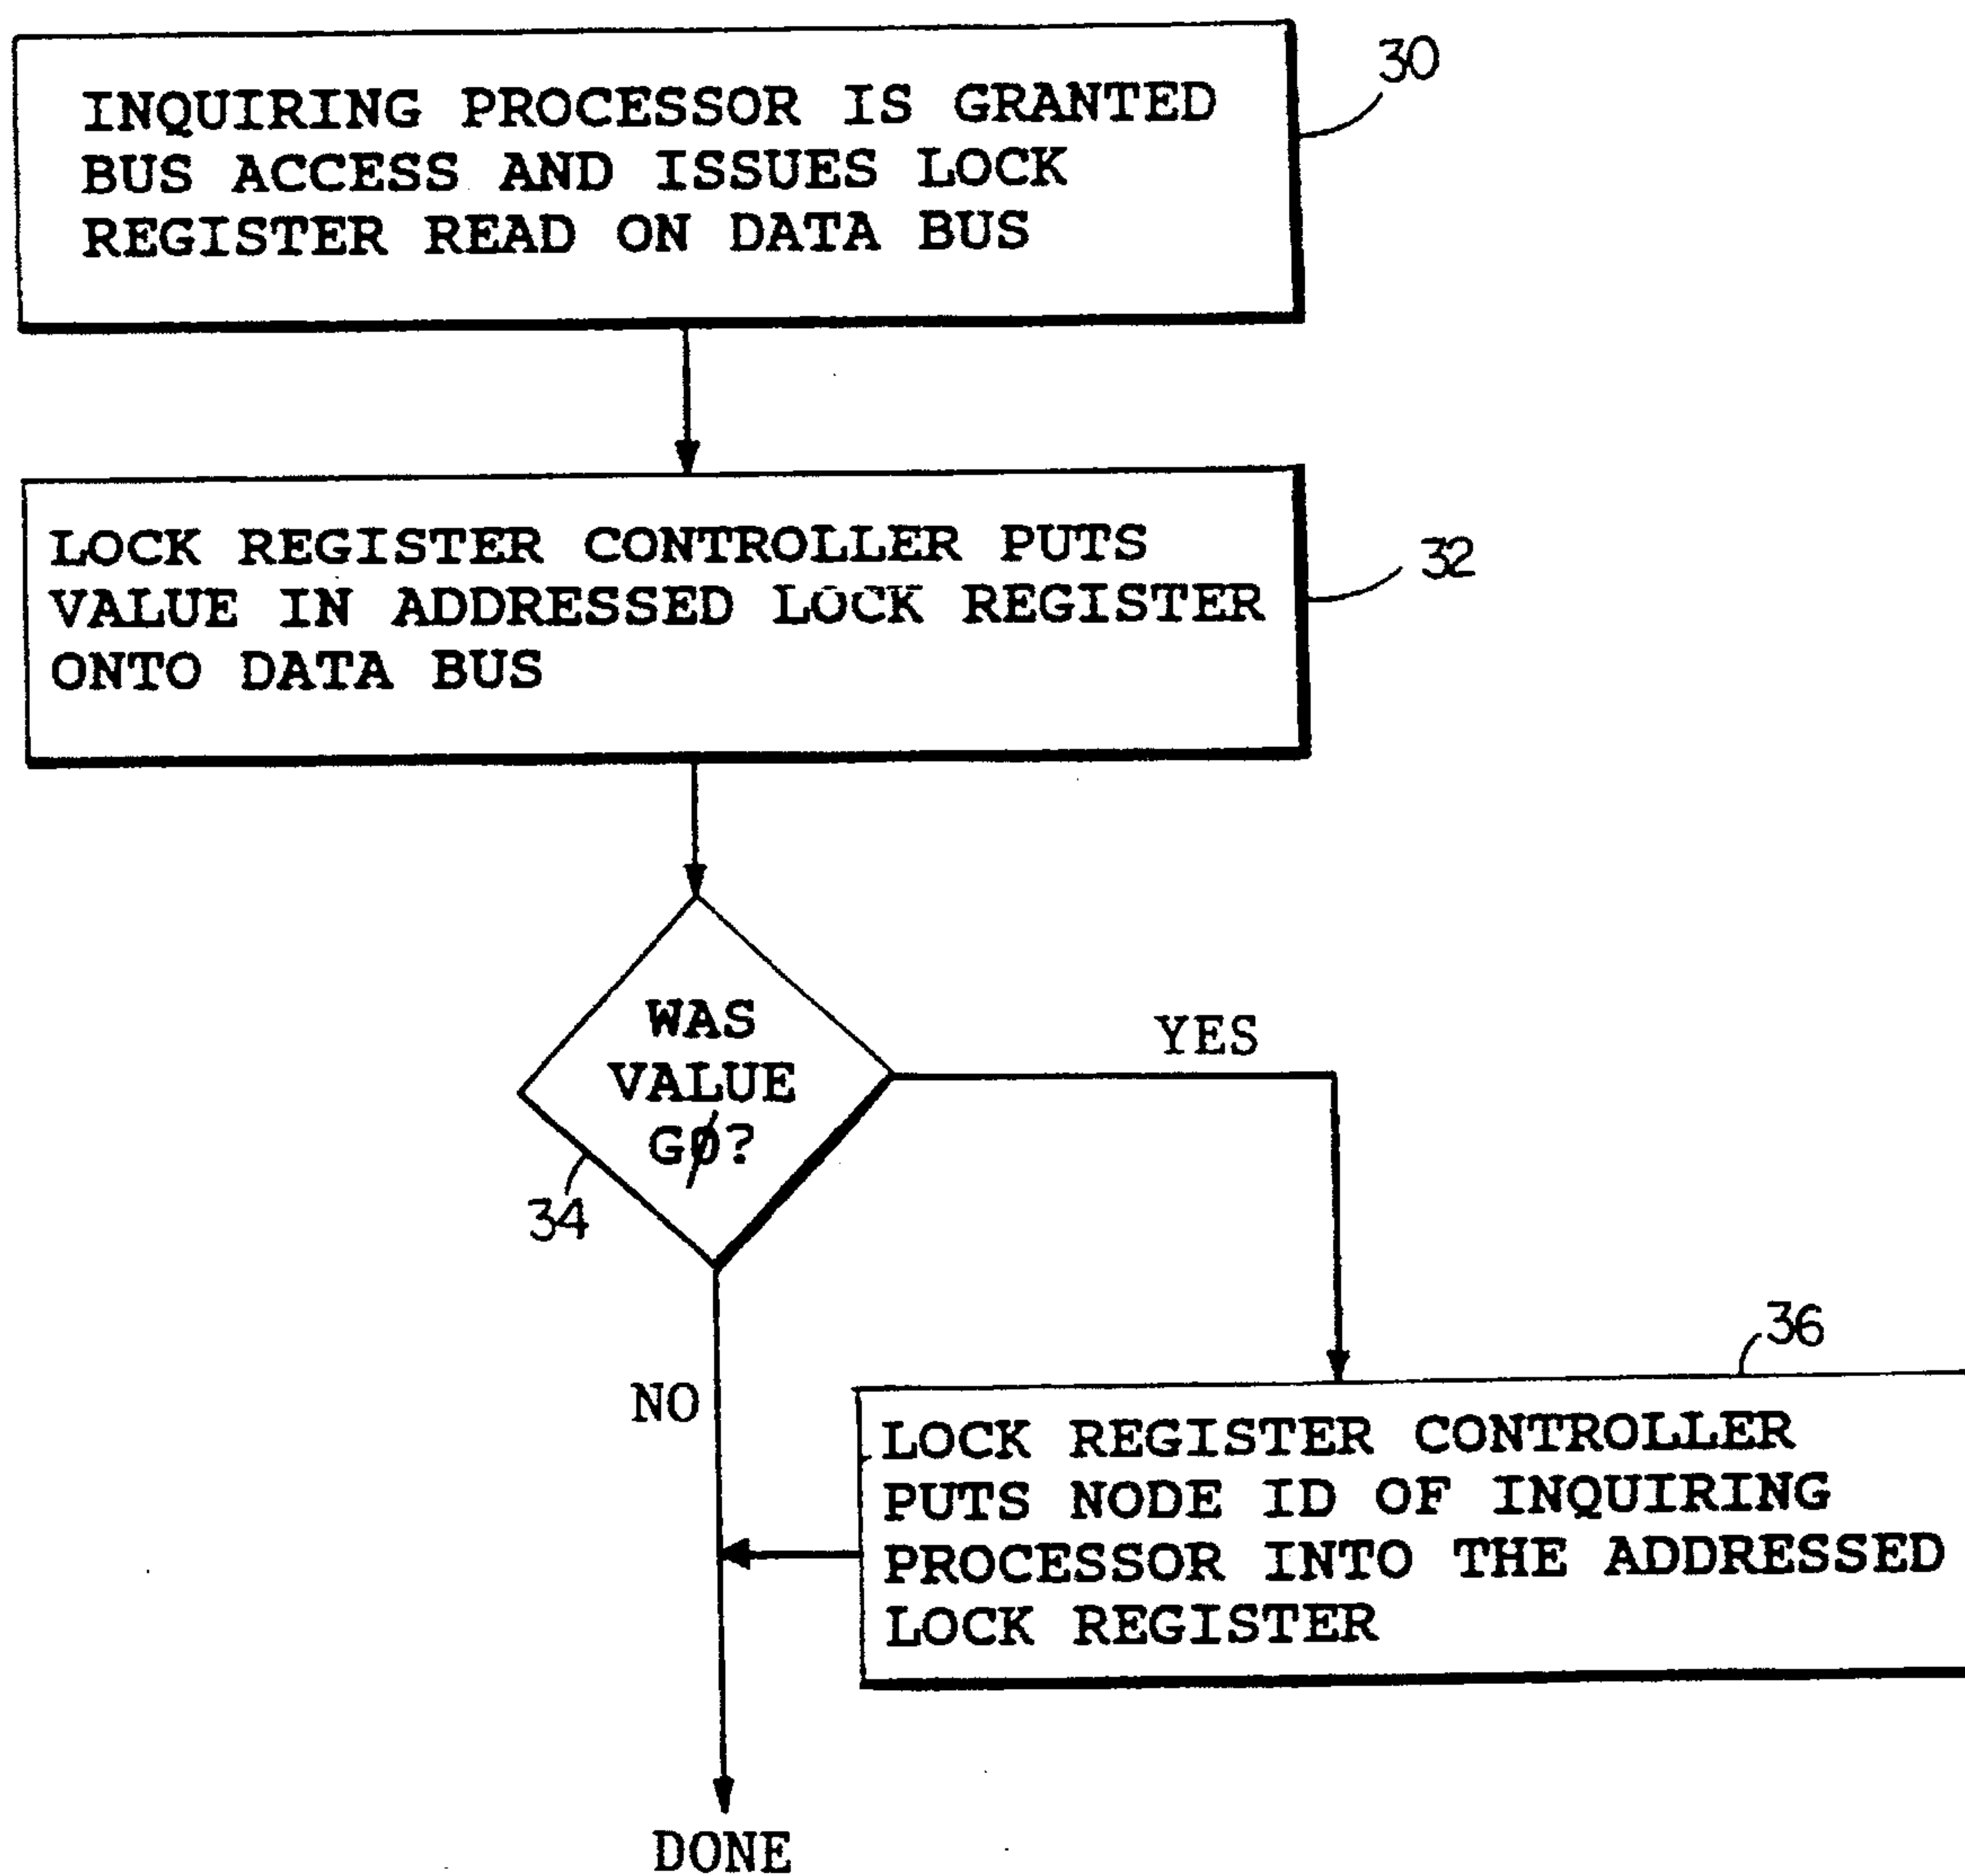 30
INQUIRING PROCESSOR IS GRANTED
BUS ACCESS AND ISSUES LOCK
REGISTER READ ON DATA BUS
32
LOCK REGISTER CONTROLLER PUTS
VALUE IN ADDRESSED LOCK REGISTER
ONTO DATA BUS
WAS
VALUE
GØ?
YES
34
36
NO
LOCK REGISTER CONTROLLER
PUTS NODE ID OF INQUIRING
PROCESSOR INTO THE ADDRESSED
LOCK REGISTER
DONE